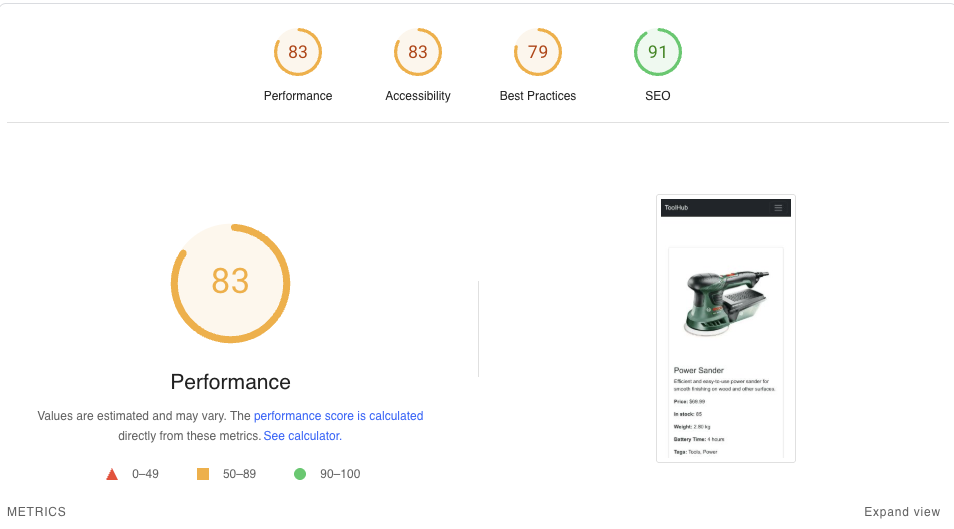 83
83
79
91
Performance
Accessibility
Best Practices
SEO
83
Performance
Values are estimated and may vary. The performance score is calculated
directly from these metrics. See calculator.
0–49
50–89
90–100
ToolHub
Power Sander
Efficient and easy-to-use power sander for
smooth finishing on wood and other surfaces.
Price: $69.99
In stock: 85
Weight: 2.86 kg
Battery Time: 4 hours
Tags: Tools, Power
METRICS
Expand view